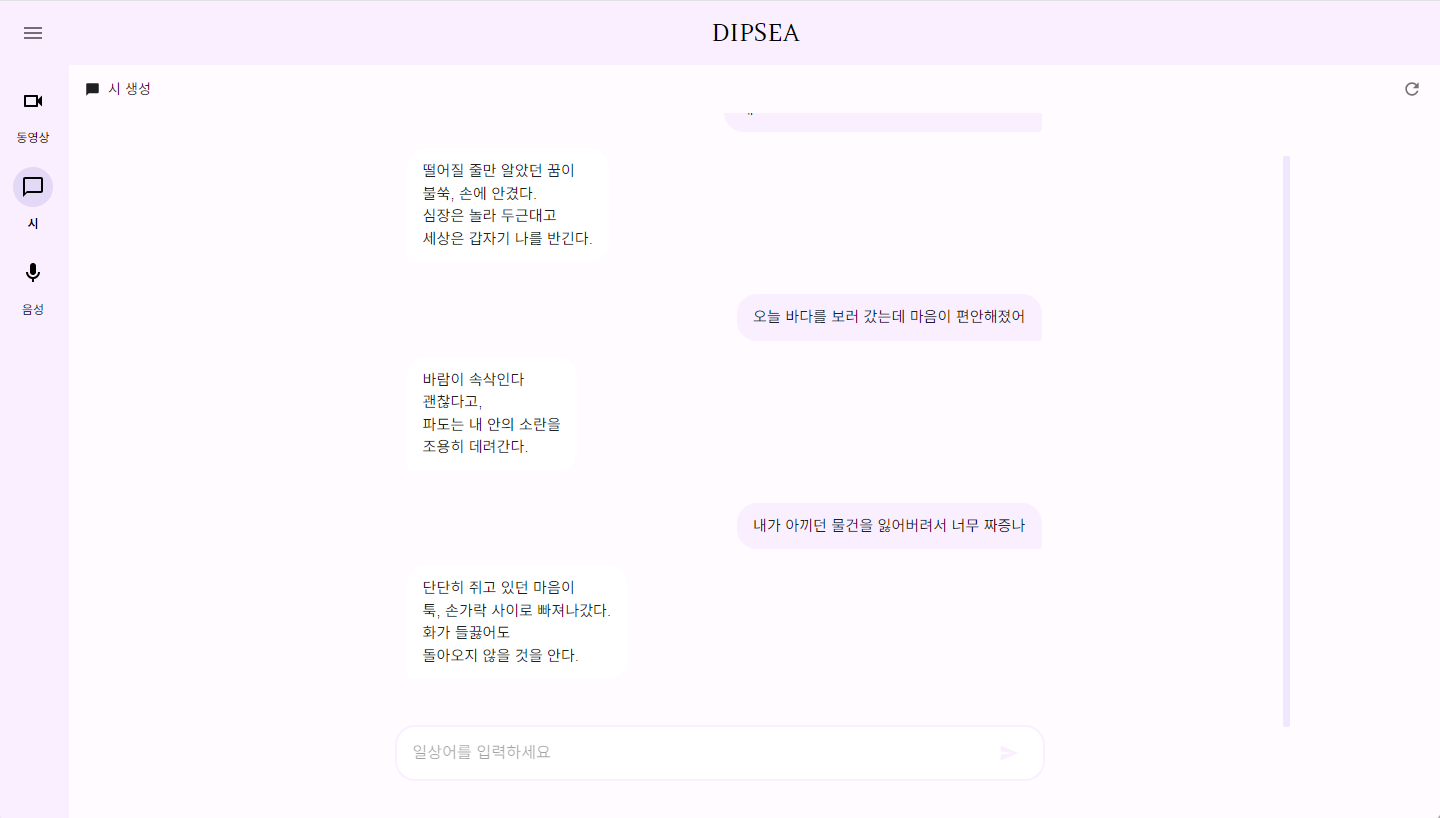 DIPSEA
시 생성
동영상
시
음성
떨어질 줄만 알았던 꿈이
불쑥, 손에 안겼다.
심장은 놀라 두근대고
세상은 갑자기 나를 반긴다.
오늘 바다를 보러 갔는데 마음이 편안해졌어
바람이 속삭인다
괜찮다고,
파도는 내 안의 소란을
조용히 데려간다.
내가 아끼던 물건을 잃어버려서 너무 짜증나
단단히 쥐고 있던 마음이
툭, 손가락 사이로 빠져나갔다.
화가 들끓어도
돌아오지 않을 것을 안다.
일상어를 입력하세요